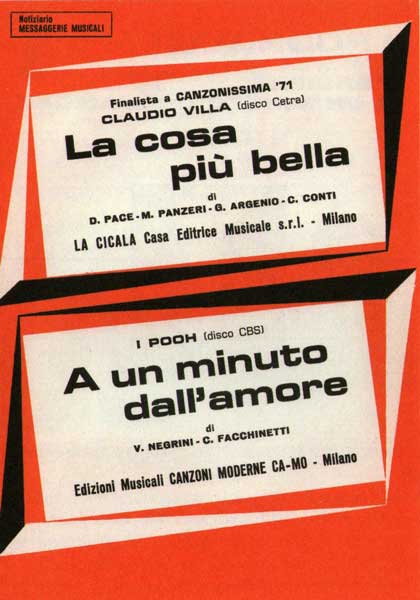 Notiziario
MESSAGGERIE MUSICALI
Finalista a CANZONISSIMA '71
CLAUDIO VILLA (disco Cetra)
La cosa
più bella
di
D. PACE - M. PANZERI - G. ARGENIO - C. CONTI
LA CICALA Casa Editrice Musicale s.r.l. - Milano
I POOH (disco CBS)
A un minuto
dall'amore
di
V. NEGRINI - C. FACCHINETTI
Edizioni Musicali CANZONI MODERNE CA-MO - Milano